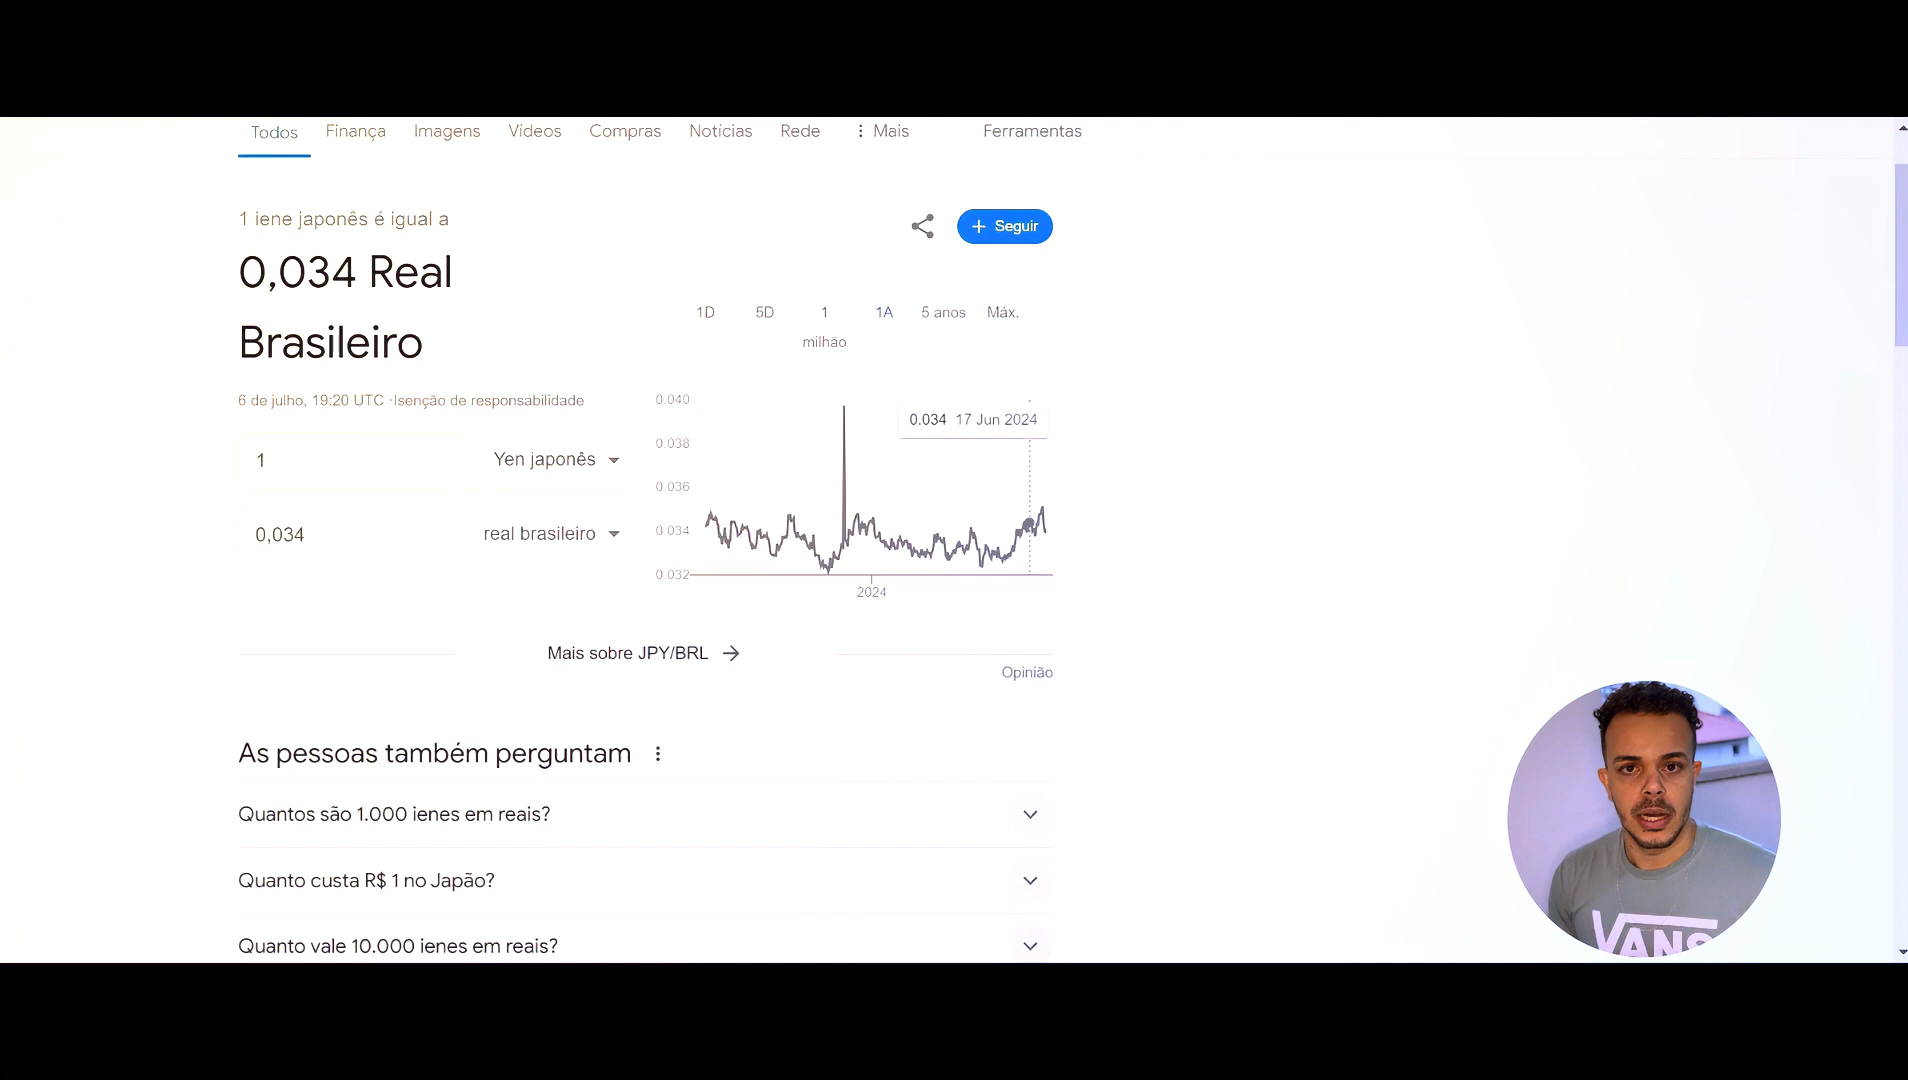 Todos Finança Imagens Vídeos Compras Notícias Rede Mais Ferramentas
1 iene japonês é igual a
0,034 Real
Brasileiro
Seguir
6 de julho, 19:20 UTC ·Isenção de responsabilidade
1 Yen japonês
0,034 real brasileiro
1D 5D 1 1A 5 anos Máx.
milhão
0.040
0.034 17 Jun 2024
0.038
0.036
0.034
0.032
2024
Mais sobre JPY/BRL
Opinião
As pessoas também perguntam
Quantos são 1.000 ienes em reais?
Quanto custa R$ 1 no Japão?
Quanto vale 10.000 ienes em reais?
VANS